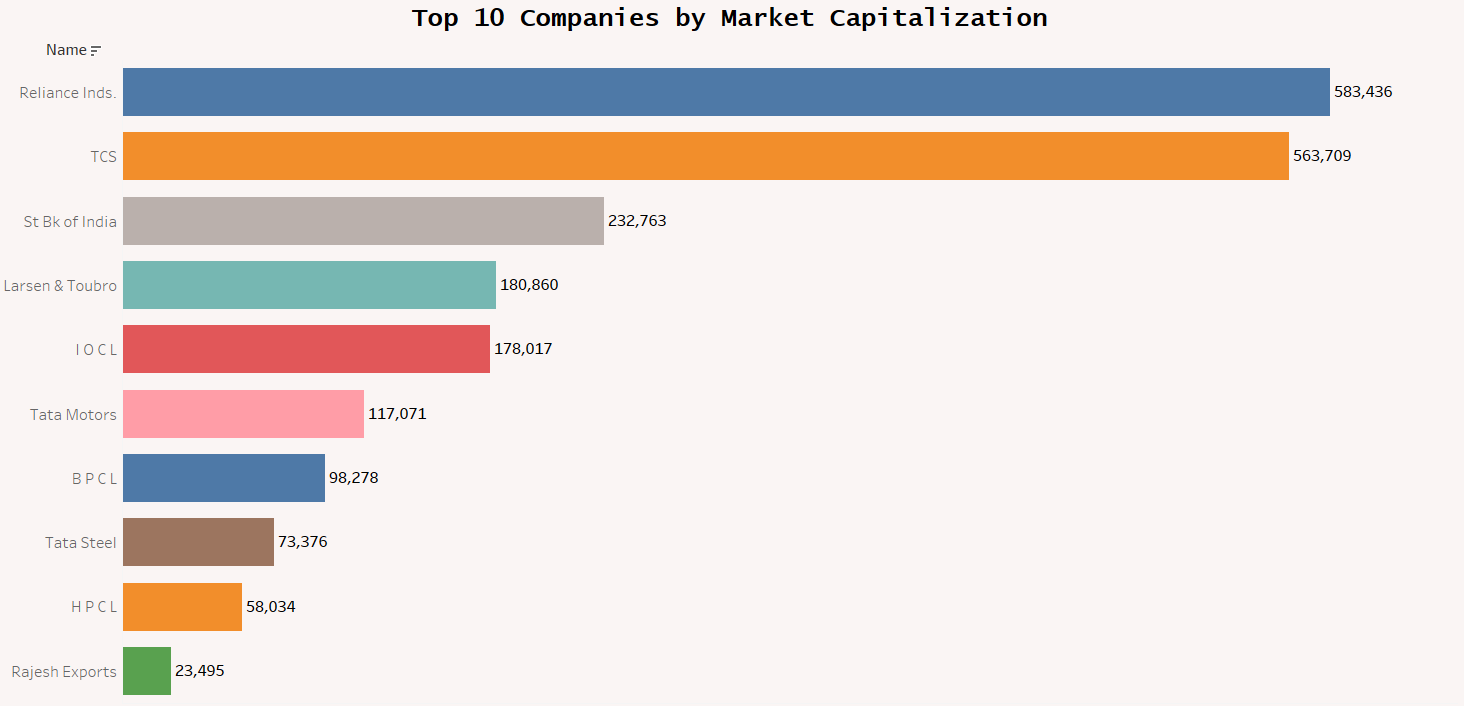 Top 10 Companies by Market Capitalization
Name
Reliance Inds. 583,436
TCS 563,709
St Bk of India 232,763
Larsen & Toubro 180,860
I O C L 178,017
Tata Motors 117,071
B P C L 98,278
Tata Steel 73,376
H P C L 58,034
Rajesh Exports 23,495